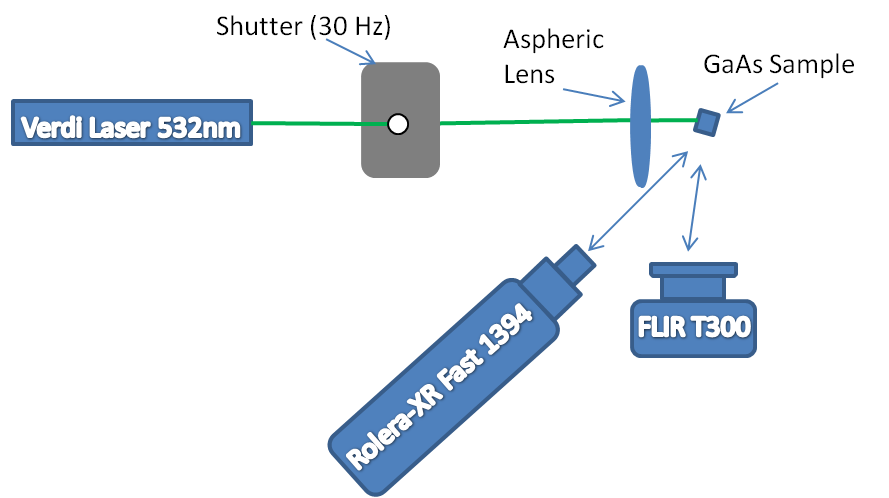 Shutter (30 Hz)
Aspheric
Lens
GaAs Sample
Verdi Laser 532nm
Rolera-XR Fast 1394
FLIR T300